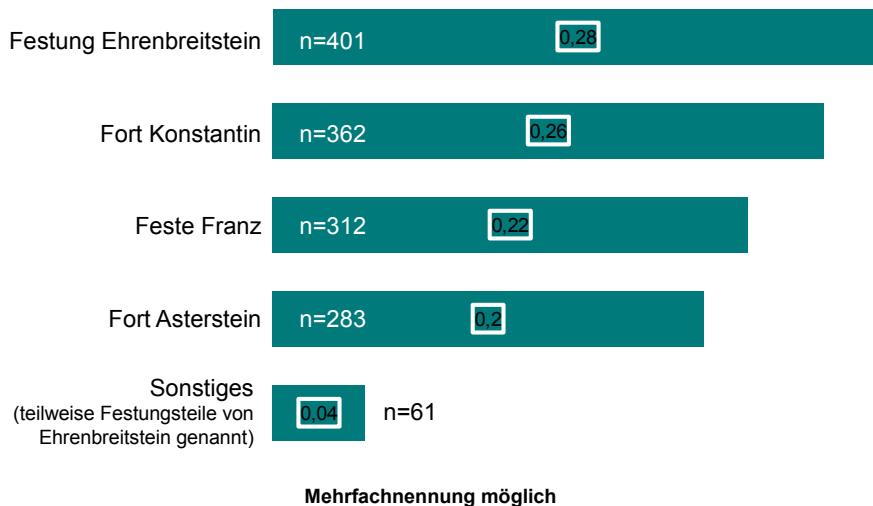 Festung Ehrenbreitstein n=401 0,28
Fort Konstantin n=362 0,26
Feste Franz n=312 0,22
Fort Asterstein n=283 0,2
Sonstiges
(teilweise Festungsteile von
Ehrenbreitstein genannt)
0,04 n=61
Mehrfachnennung möglich